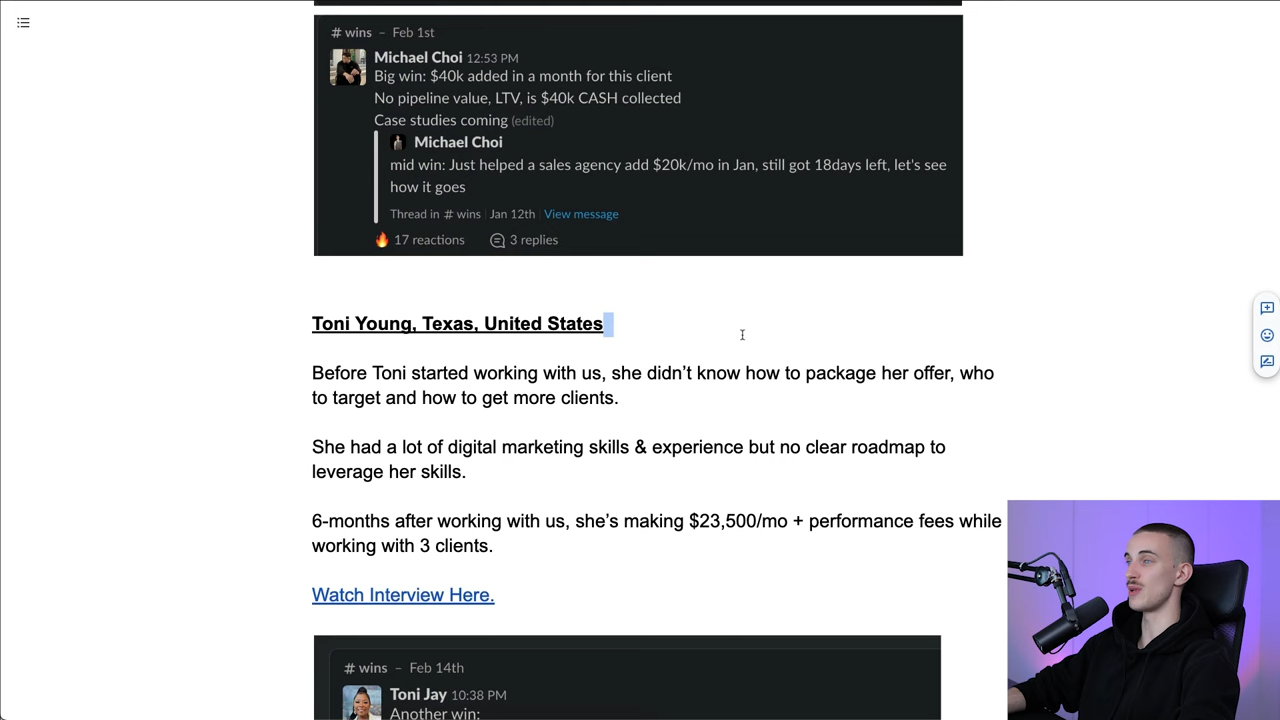 # wins – Feb 1st
Michael Choi 12:53 PM
Big win: $40k added in a month for this client
No pipeline value, LTV, is $40k CASH collected
Case studies coming (edited)
Michael Choi
mid win: Just helped a sales agency add $20k/mo in Jan, still got 18days left, let's see
how it goes
Thread in # wins | Jan 12th | View message
17 reactions 3 replies
Toni Young, Texas, United States
Before Toni started working with us, she didn’t know how to package her offer, who
to target and how to get more clients.
She had a lot of digital marketing skills & experience but no clear roadmap to
leverage her skills.
6-months after working with us, she’s making $23,500/mo + performance fees while
working with 3 clients.
Watch Interview Here.
# wins – Feb 14th
Toni Jay 10:38 PM
Another win: